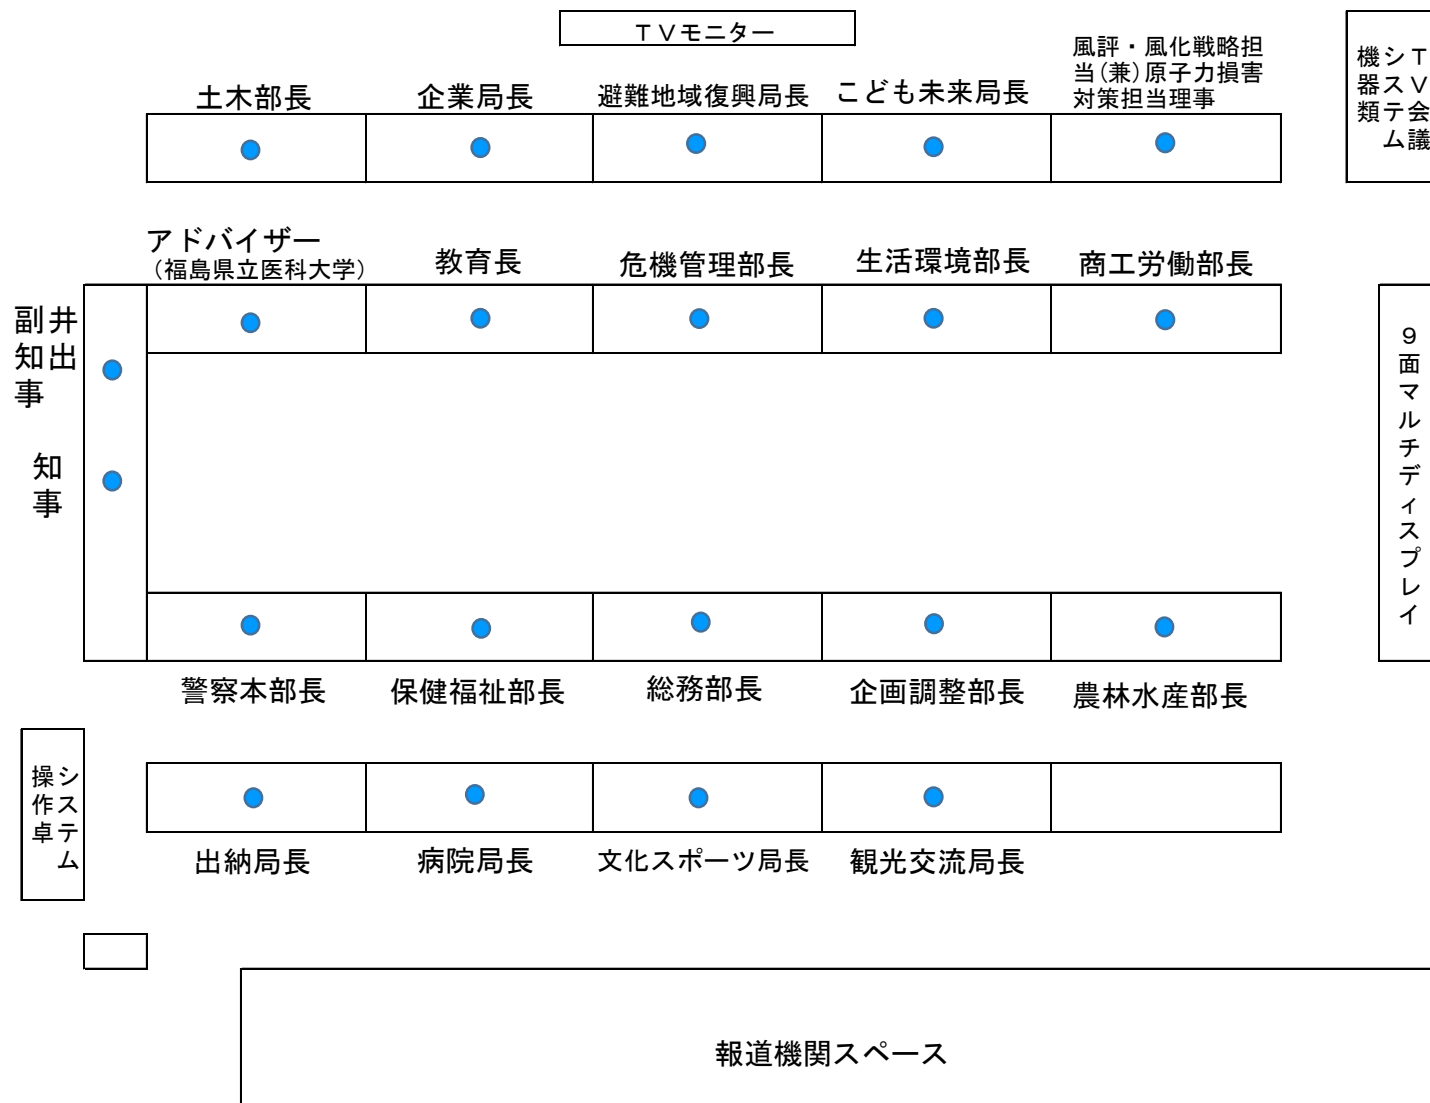 ＴＶモニター
風評・風化戦略担
当(兼)原子力損害
対策担当理事
土木部長
企業局長
避難地域復興局長
こども未来局長
ＴＶ会議
システム
機器類
アドバイザー
（福島県立医科大学）
教育長
危機管理部長
生活環境部長
商工労働部長
井出
副知事
知事
９面マルチディスプレイ
警察本部長
保健福祉部長
総務部長
企画調整部長
農林水産部長
システム
操作卓
出納局長
病院局長
文化スポーツ局長
観光交流局長
報道機関スペース